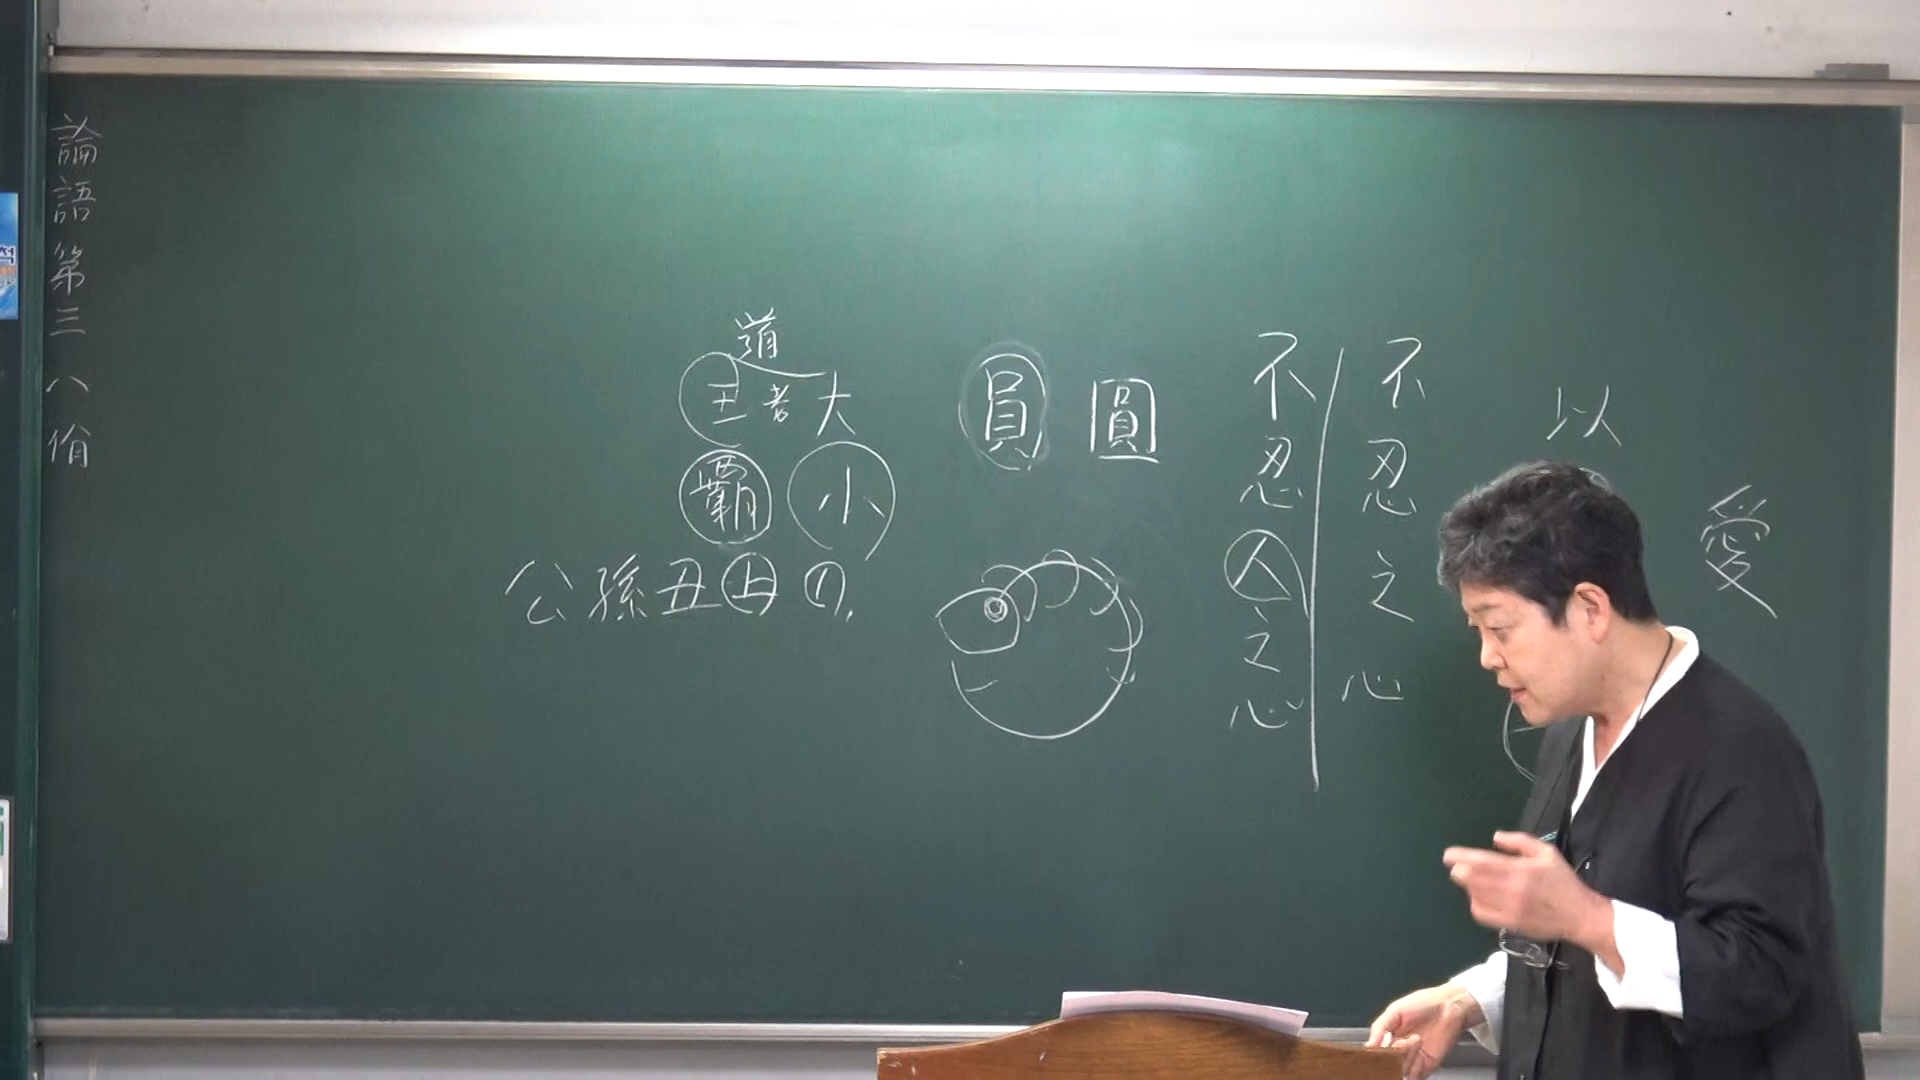 論語第三八佾
以
愛
不忍之心
不忍人之心
圓
員
道
王者大
覇小
公孫丑上①
척